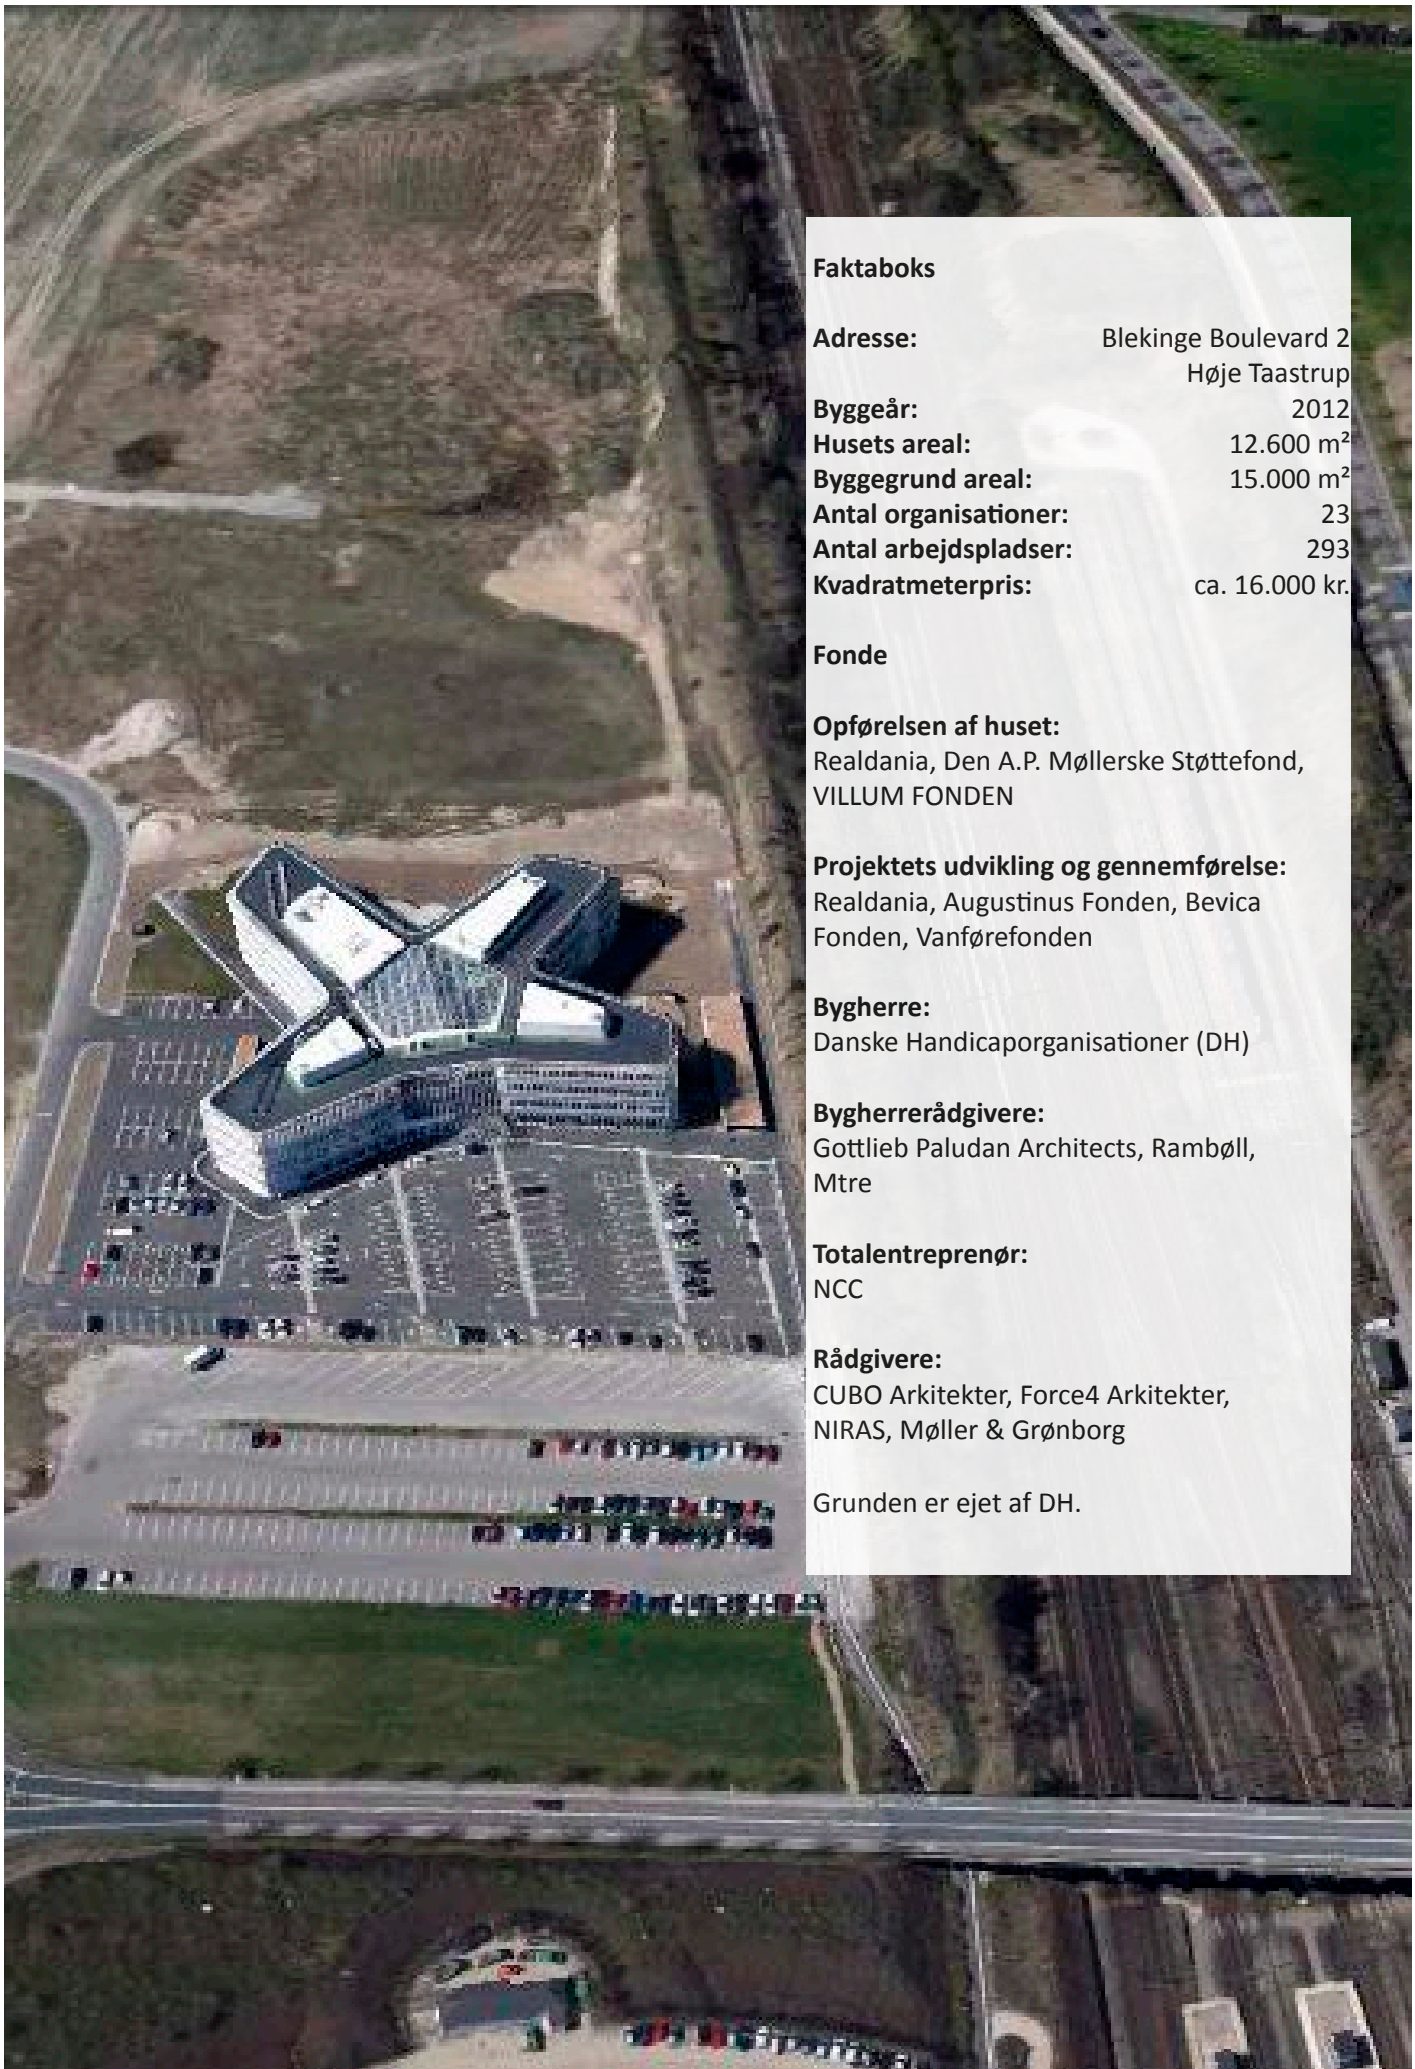 Faktaboks
Adresse: Blekinge Boulevard 2
Høje Taastrup
Byggeår: 2012
Husets areal: 12.600 m²
Byggegrund areal: 15.000 m²
Antal organisationer: 23
Antal arbejdspladser: 293
Kvadratmeterpris: ca. 16.000 kr.
Fonde
Opførelsen af huset:
Realdania, Den A.P. Møllerske Støttefond,
VILLUM FONDEN
Projektets udvikling og gennemførelse:
Realdania, Augustinus Fonden, Bevica
Fonden, Vanførefonden
Bygherre:
Danske Handicaporganisationer (DH)
Bygherrerådgivere:
Gottlieb Paludan Architects, Rambøll,
Mtre
Totalentreprenør:
NCC
Rådgivere:
CUBO Arkitekter, Force4 Arkitekter,
NIRAS, Møller & Grønborg
Grunden er ejet af DH.